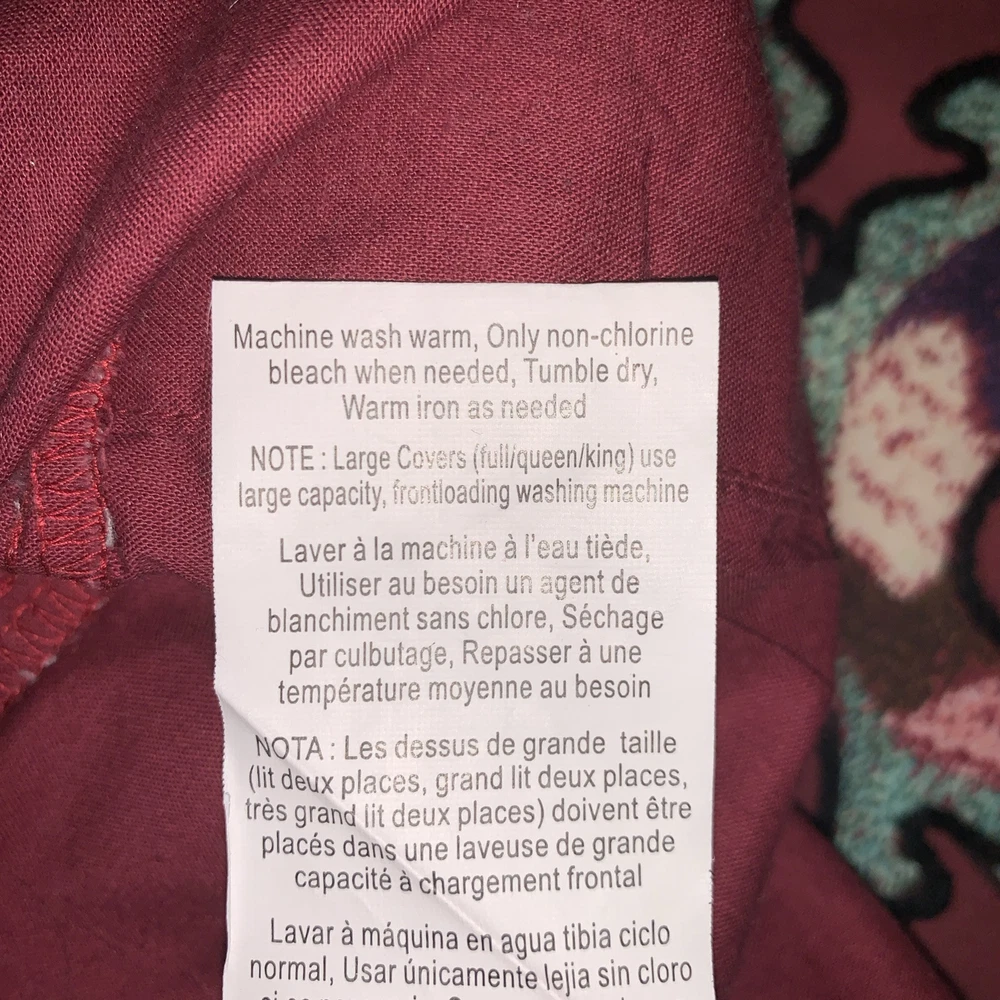 Machine wash warm, Only non-chlorine
bleach when needed, Tumble dry,
Warm iron as needed
NOTE : Large Covers (full/queen/king) use
large capacity, frontloading washing machine
Laver à la machine à l'eau tiède,
Utiliser au besoin un agent de
blanchiment sans chlore, Séchage
par culbutage, Repasser à une
température moyenne au besoin
NOTA : Les dessus de grande taille
(lit deux places, grand lit deux places,
très grand lit deux places) doivent être
placés dans une laveuse de grande
capacité à chargement frontal
Lavar à máquina en agua tibia ciclo
normal, Usar únicamente lejia sin cloro